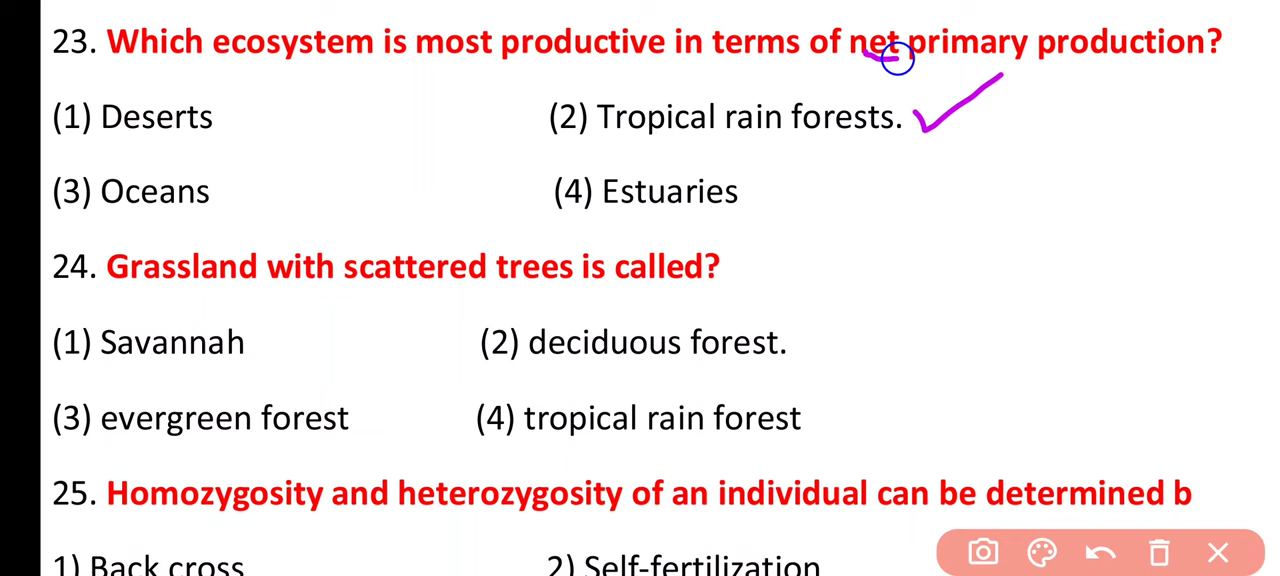 23. Which ecosystem is most productive in terms of net primary production?
(1) Deserts (2) Tropical rain forests.
(3) Oceans (4) Estuaries
24. Grassland with scattered trees is called?
(1) Savannah (2) deciduous forest.
(3) evergreen forest (4) tropical rain forest
25. Homozygosity and heterozygosity of an individual can be determined b
1) Back cross 2) Self-fertilization